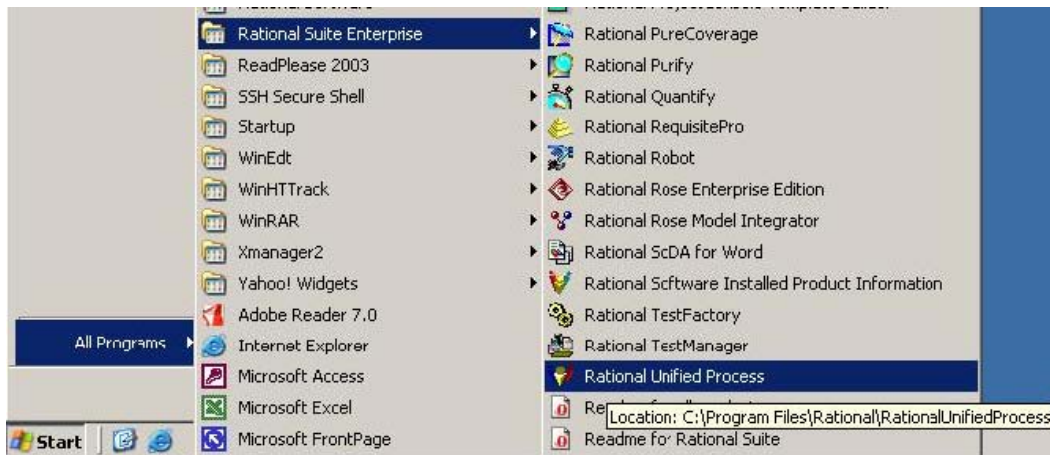 Rational Suite Enterprise
ReadPlease 2003
SSH Secure Shell
Startup
WinEdt
WinHTTrack
WinRAR
Xmanager2
Yahoo! Widgets
Adobe Reader 7.0
Internet Explorer
Microsoft Access
Microsoft Excel
Microsoft FrontPage
Rational PureCoverage
Rational Purify
Rational Quantify
Rational RequisitePro
Rational Robot
Rational Rose Enterprise Edition
Rational Rose Model Integrator
Rational SoDA for Word
Rational Software Installed Product Information
Rational TestFactory
Rational TestManager
Rational Unified Process
Location: C:\Program Files\Rational\RationalUnifiedProcess
Readme for Rational Suite
All Programs
Start